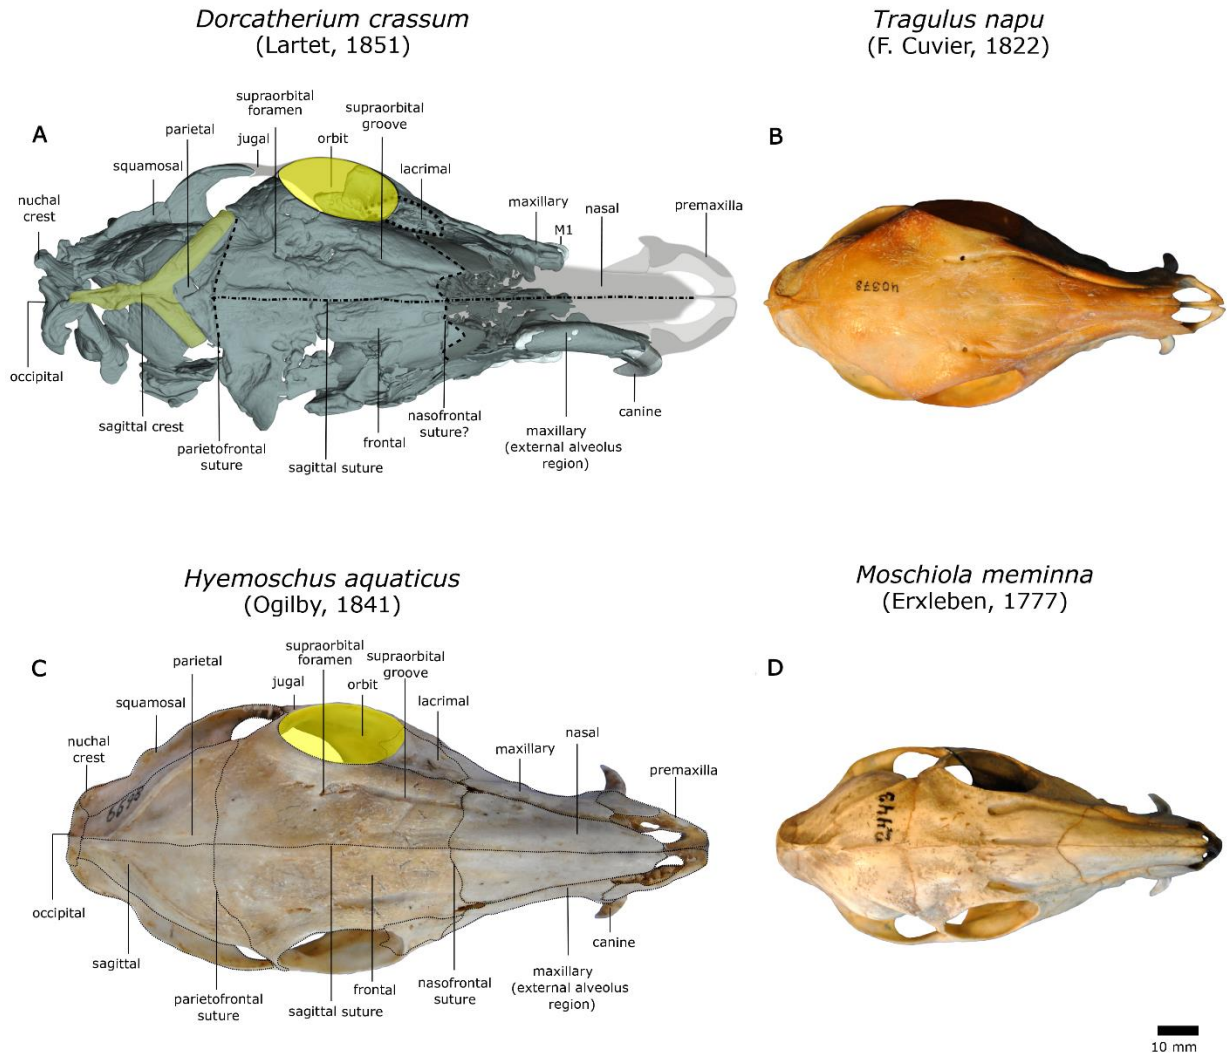 Dorcatherium crassum
(Lartet, 1851)
Tragulus napu
(F. Cuvier, 1822)
A
supraorbital
foramen
supraorbital
groove
parietal
jugal
orbit
squamosal
lacrimal
nuchal
crest
maxillary
nasal
premaxilla
M1
occipital
sagittal crest
parietofrontal
suture
sagittal suture
frontal
nasofrontal
suture?
maxillary
(external alveolus
region)
canine
B
40878
Hyemoschus aquaticus
(Ogilby, 1841)
Moschiola meminna
(Erxleben, 1777)
C
supraorbital
foramen
supraorbital
groove
parietal
jugal
orbit
squamosal
lacrimal
nuchal
crest
maxillary
nasal
premaxilla
occipital
sagittal
parietofrontal
suture
sagittal suture
frontal
nasofrontal
suture
maxillary
(external alveolus
region)
canine
D
2443
10 mm